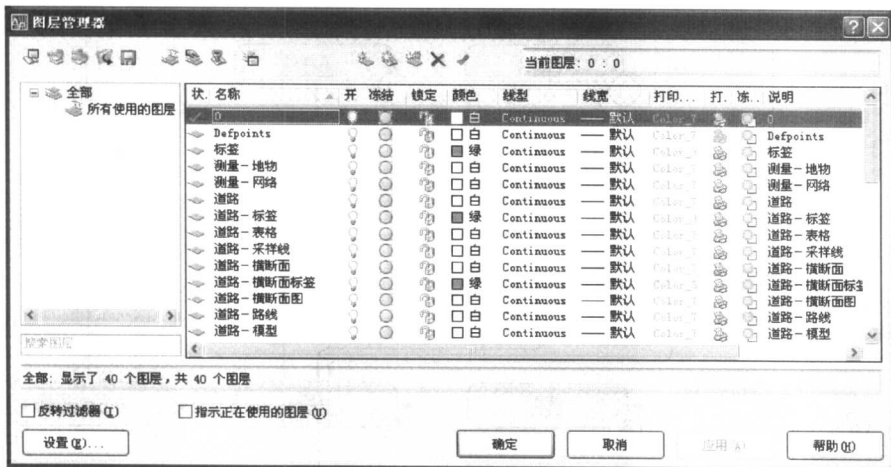 图层管理器
当前图层: 0 : 0
全部
所有使用的图层
状. 名称 开 冻结 锁定 颜色 线型 线宽 打印... 打. 冻.. 说明
0 白 Continuous 默认 Color_7 0
Defpoints 白 Continuous 默认 Color_7 Defpoints
标签 绿 Continuous 默认 标签
测量-地物 白 Continuous 默认 Color_7 测量-地物
测量-网络 白 Continuous 默认 Color_7 测量-网络
道路 白 Continuous 默认 Color_7 道路
道路-标签 绿 Continuous 默认 道路-标签
道路-表格 白 Continuous 默认 Color_7 道路-表格
道路-采样线 白 Continuous 默认 Color_7 道路-采样线
道路-横断面 白 Continuous 默认 Color_7 道路-横断面
道路-横断面标签 绿 Continuous 默认 道路-横断面标签
道路-横断面图 白 Continuous 默认 Color_7 道路-横断面图
道路-路线 白 Continuous 默认 Color_7 道路-路线
道路-模型 白 Continuous 默认 Color_7 道路-模型
搜索图层
全部: 显示了 40 个图层,共 40 个图层
反转过滤器(I) 指示正在使用的图层(U)
设置(E)... 确定 取消 应用(A) 帮助(H)